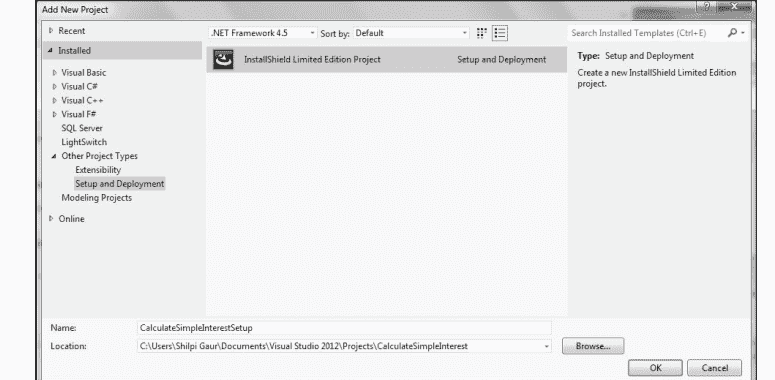 Add New Project
Recent
.NET Framework 4.5
Sort by: Default
Search Installed Templates (Ctrl+E)
Installed
InstallShield Limited Edition Project
Setup and Deployment
Type: Setup and Deployment
Create a new InstallShield Limited Edition
project.
Visual Basic
Visual C#
Visual C++
Visual F#
SQL Server
LightSwitch
Other Project Types
Extensibility
Setup and Deployment
Modeling Projects
Online
Name: CalculateSimpleInterestSetup
Location: C:\Users\Shilpi Gaur\Documents\Visual Studio 2012\Projects\CalculateSimpleInterest
Browse...
OK
Cancel